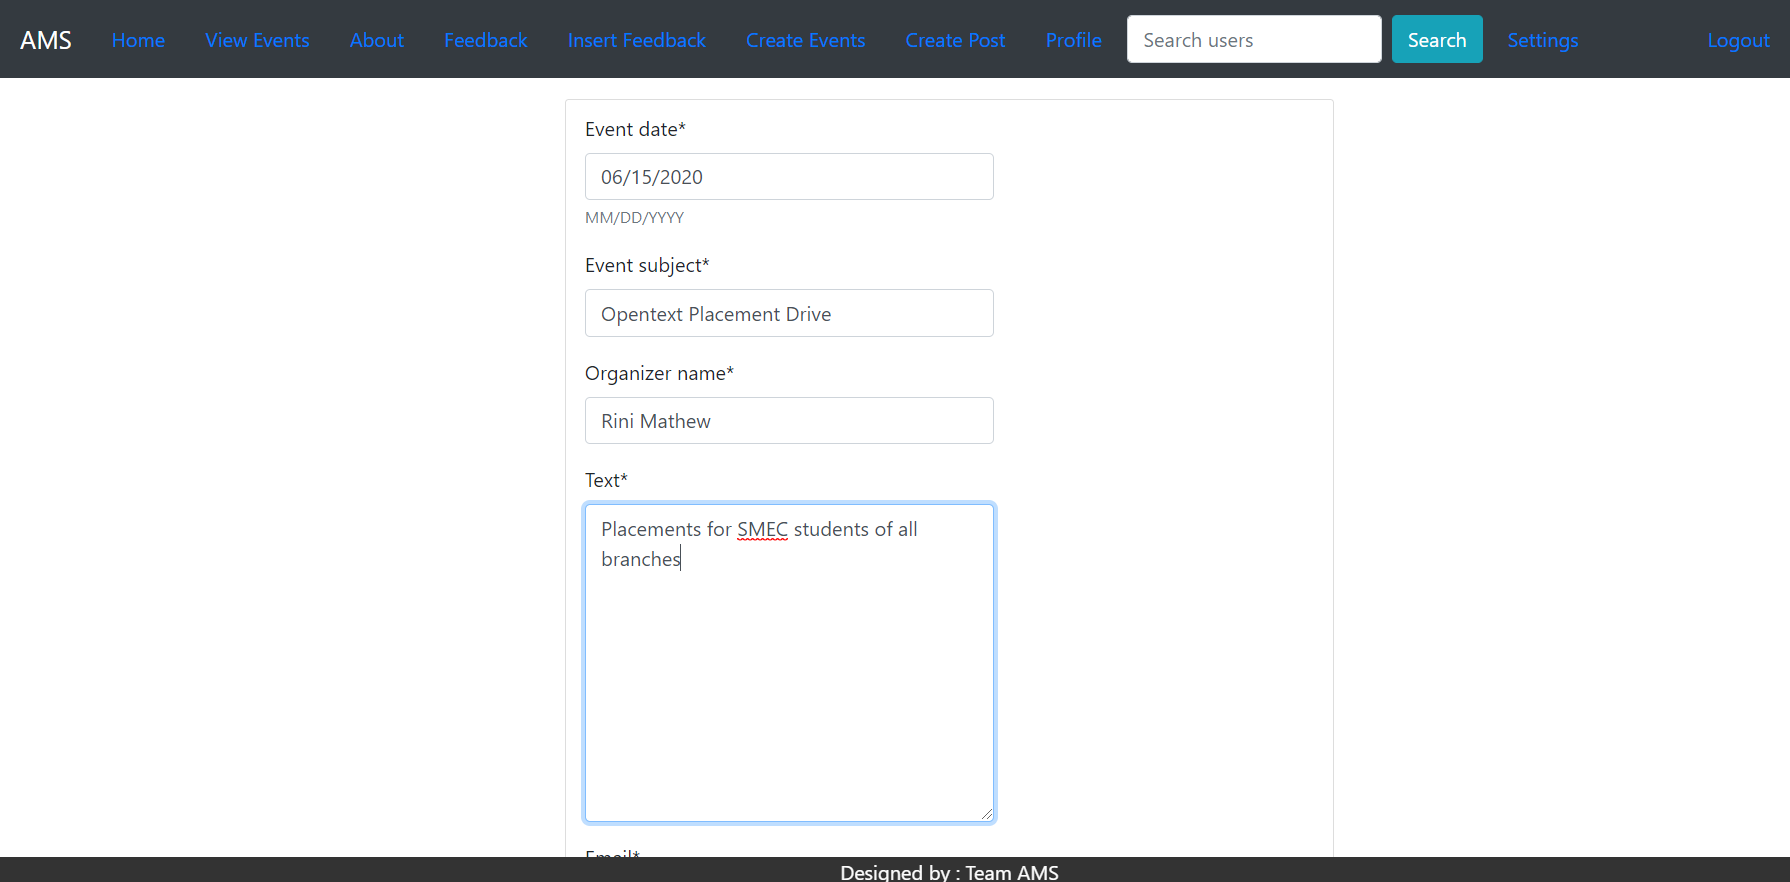 AMS Home View Events About Feedback Insert Feedback Create Events Create Post Profile Search users Search Settings Logout
Event date*
06/15/2020
MM/DD/YYYY
Event subject*
Opentext Placement Drive
Organizer name*
Rini Mathew
Text*
Placements for SMEC students of all
branches
Email*
Designed by : Team AMS